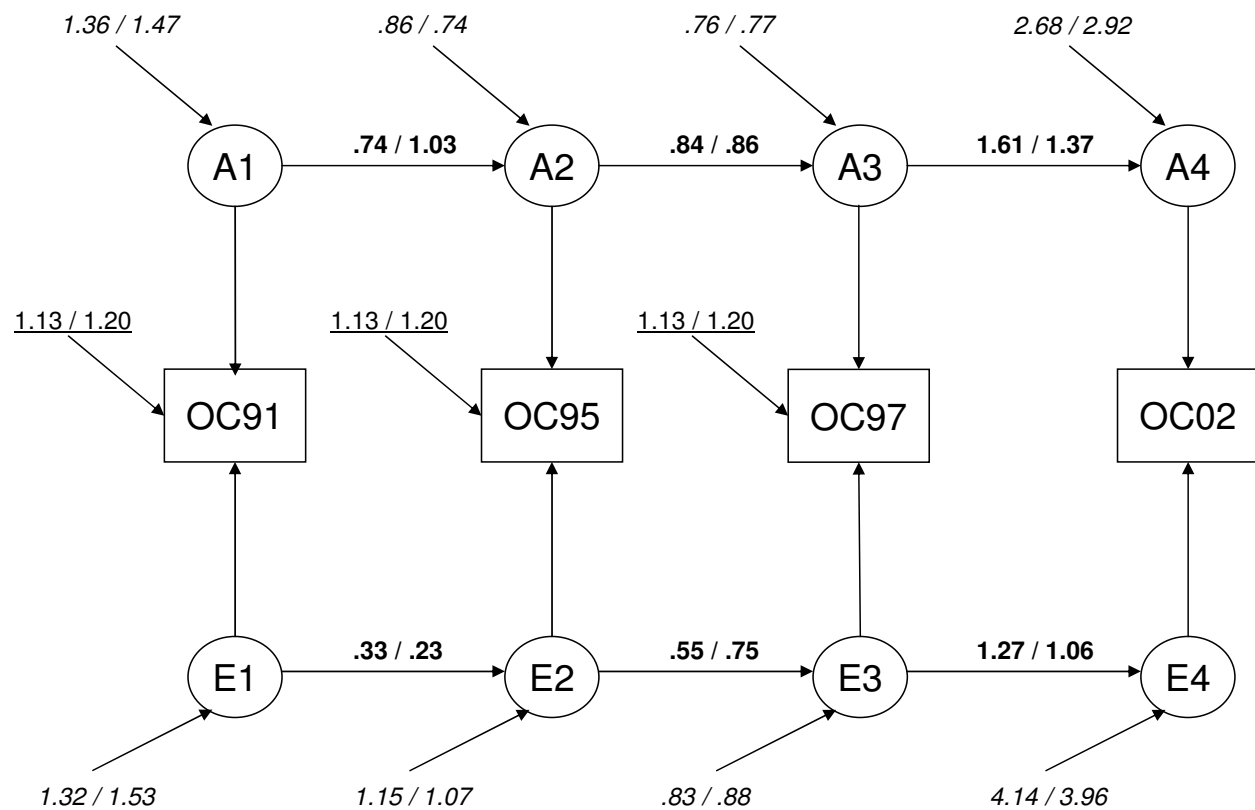 1.36 / 1.47 .86 / .74 .76 / .77 2.68 / 2.92
.74 / 1.03 .84 / .86 1.61 / 1.37
A1 A2 A3 A4
1.13 / 1.20 1.13 / 1.20 1.13 / 1.20
OC91 OC95 OC97 OC02
.33 / .23 .55 / .75 1.27 / 1.06
E1 E2 E3 E4
1.32 / 1.53 1.15 / 1.07 .83 / .88 4.14 / 3.96